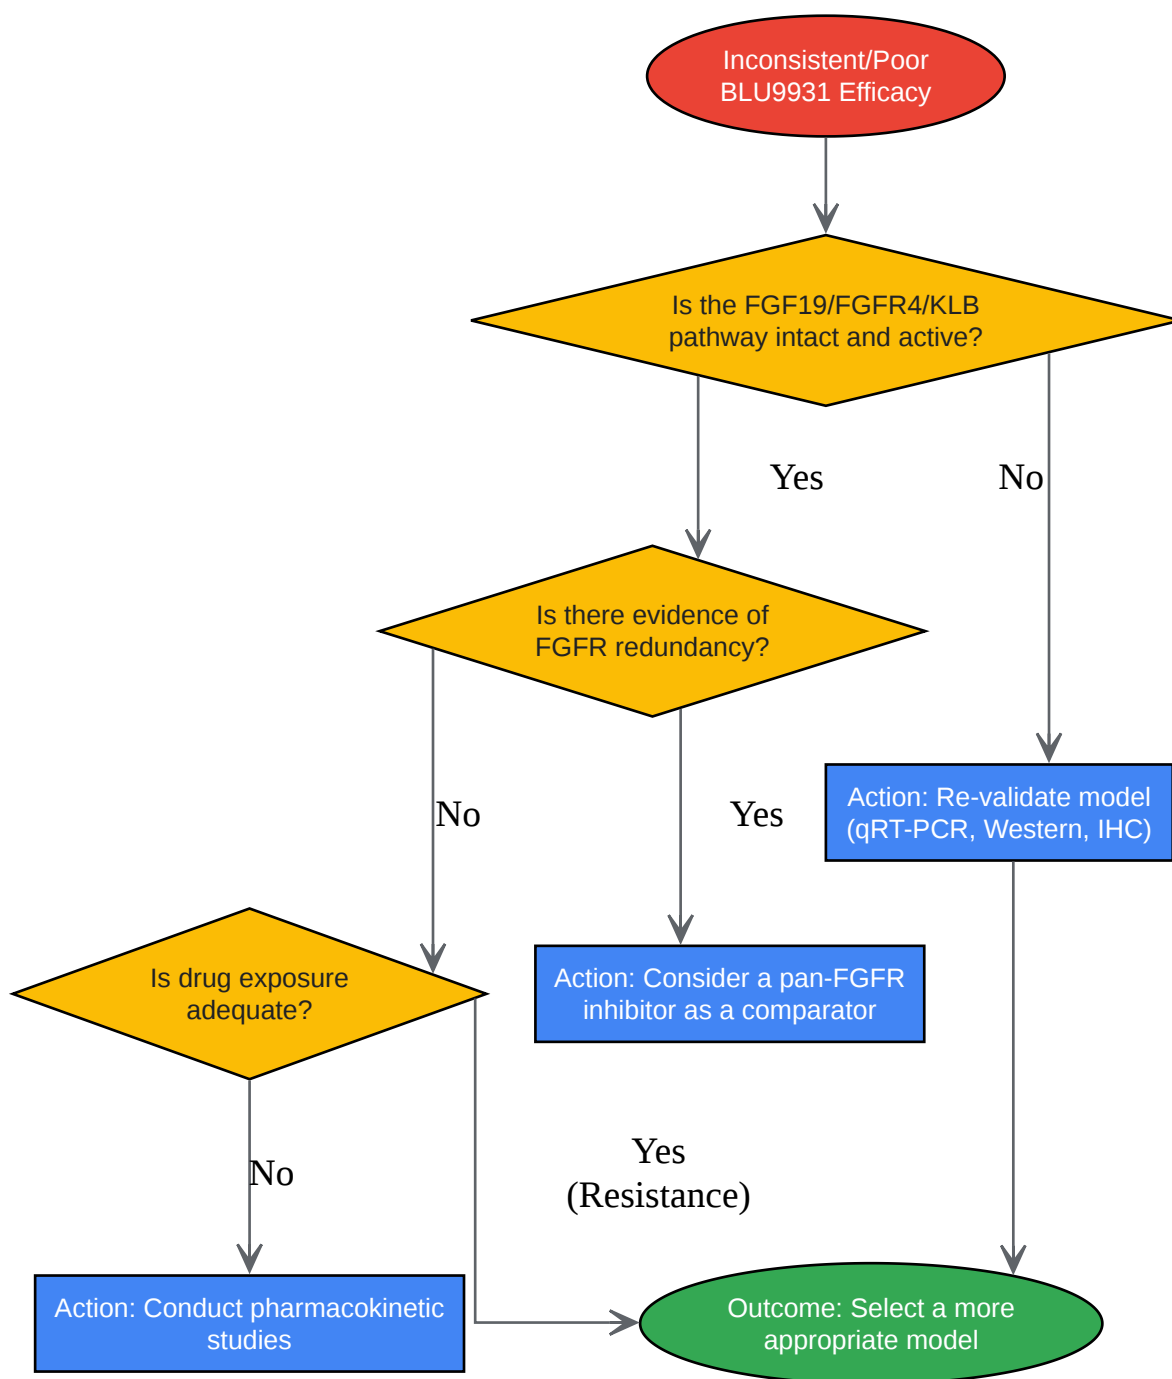 Inconsistent/Poor
BLU9931 Efficacy
Is the FGF19/FGFR4/KLB
pathway intact and active?
Yes
No
Is there evidence of
FGFR redundancy?
No
Yes
Action: Re-validate model
(qRT-PCR, Western, IHC)
Is drug exposure
adequate?
Action: Consider a pan-FGFR
inhibitor as a comparator
No
Yes
(Resistance)
Action: Conduct pharmacokinetic
studies
Outcome: Select a more
appropriate model